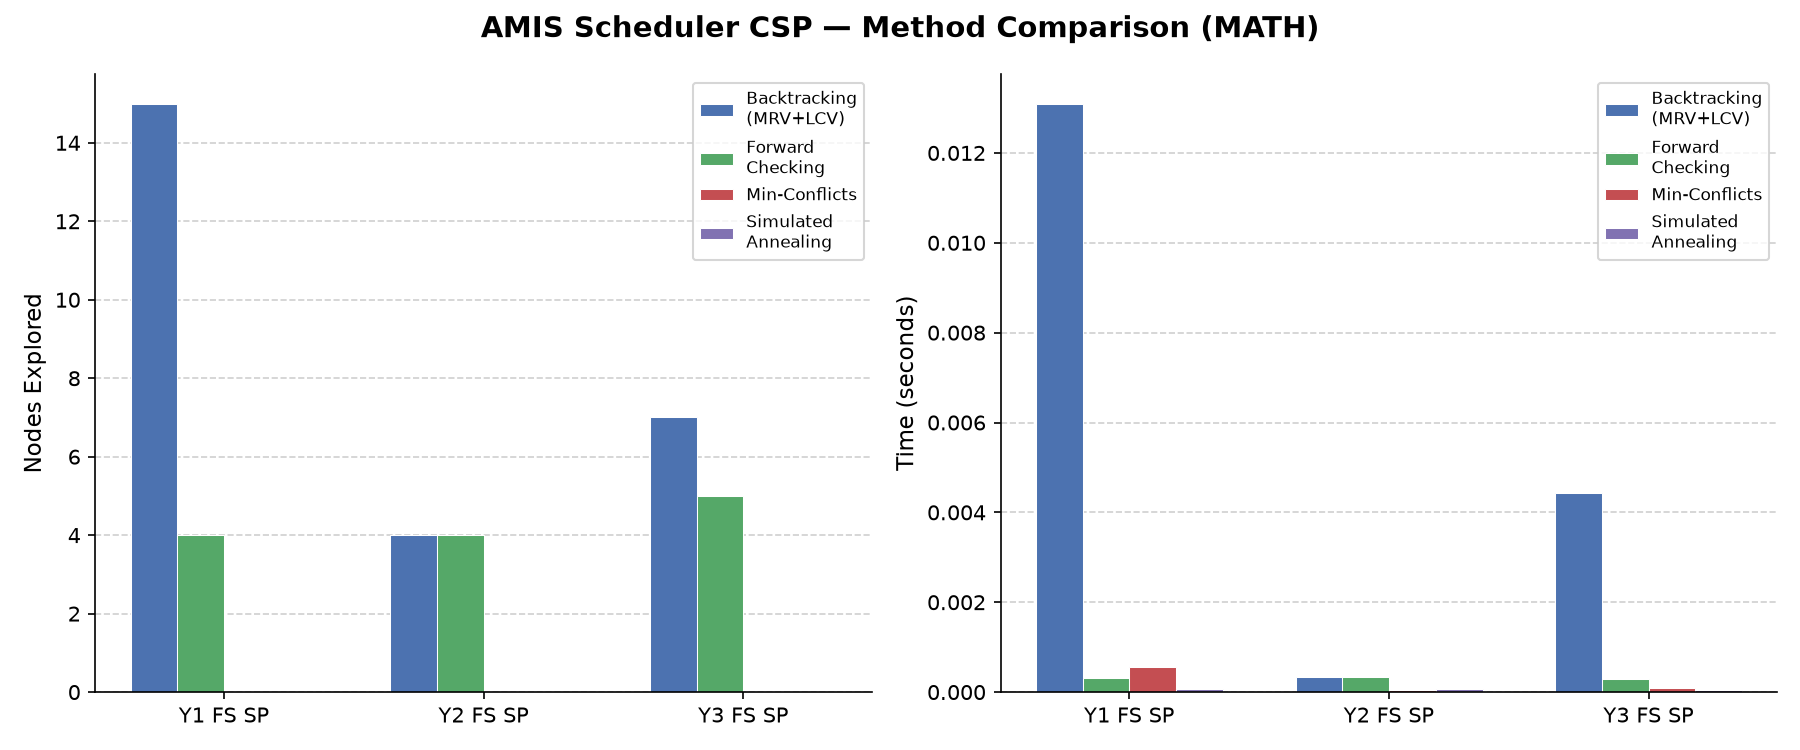 AMIS Scheduler CSP — Method Comparison (MATH)
Nodes Explored
14
12
10
8
6
4
2
0
Y1 FS SP
Y2 FS SP
Y3 FS SP
Backtracking
(MRV+LCV)
Forward
Checking
Min-Conflicts
Simulated
Annealing
Time (seconds)
0.012
0.010
0.008
0.006
0.004
0.002
0.000
Y1 FS SP
Y2 FS SP
Y3 FS SP
Backtracking
(MRV+LCV)
Forward
Checking
Min-Conflicts
Simulated
Annealing